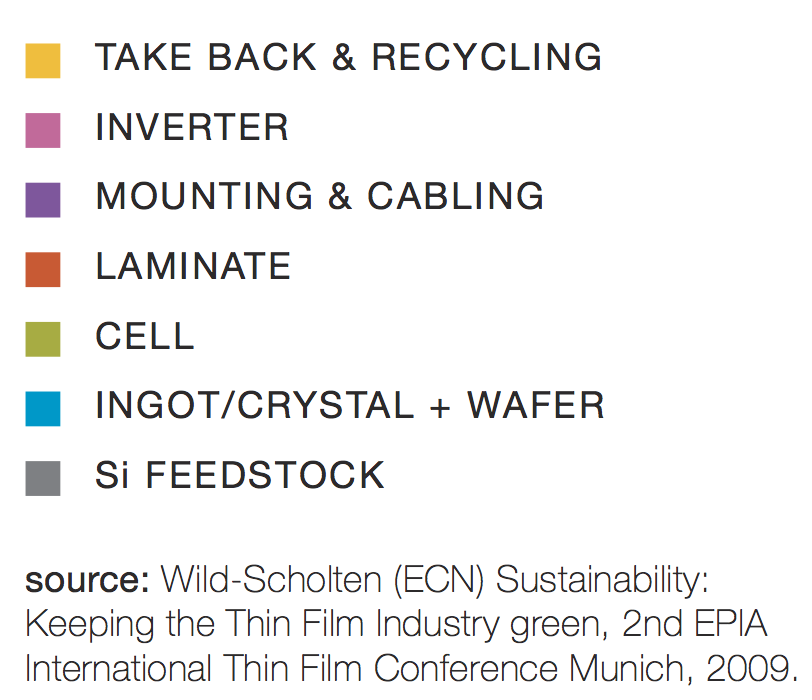 TAKE BACK & RECYCLING
INVERTER
MOUNTING & CABLING
LAMINATE
CELL
INGOT/CRYSTAL + WAFER
Si FEEDSTOCK
source: Wild-Scholten (ECN) Sustainability:
Keeping the Thin Film Industry green, 2nd EPIA
International Thin Film Conference Munich, 2009.